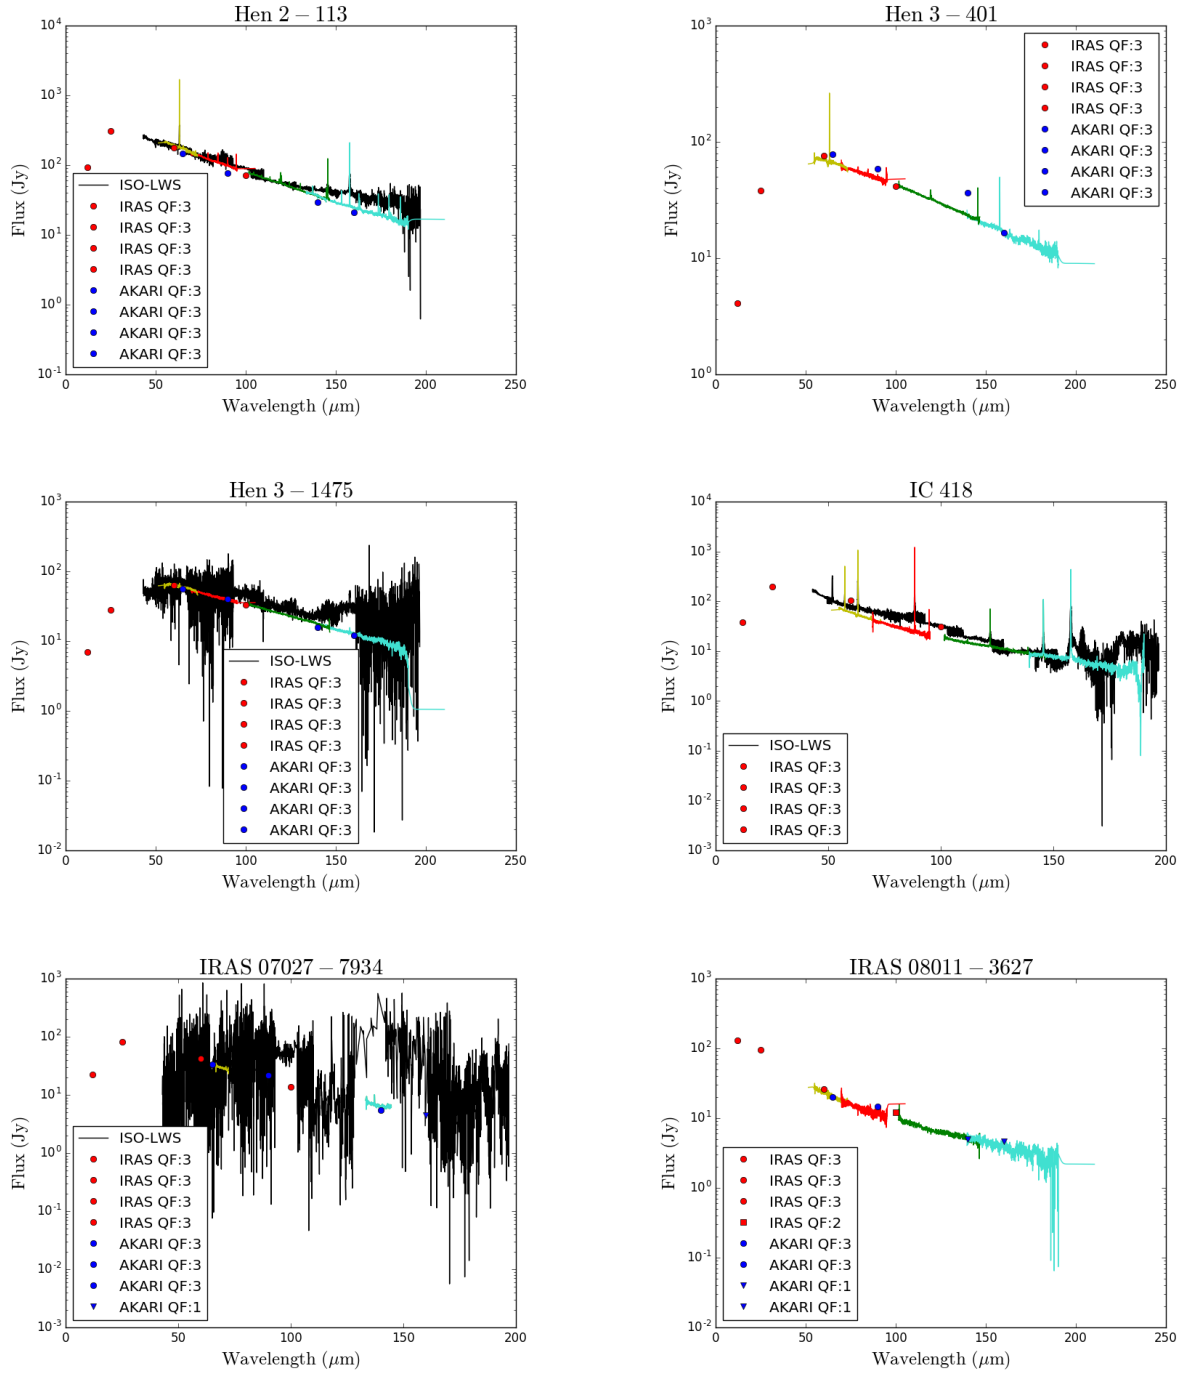 Hen 2 − 113
10^4
10^3
10^2
10^1
10^0
10^-1
Flux (Jy)
ISO-LWS
IRAS QF:3
IRAS QF:3
IRAS QF:3
IRAS QF:3
AKARI QF:3
AKARI QF:3
AKARI QF:3
AKARI QF:3
0 50 100 150 200 250
Wavelength (μm)
Hen 3 − 401
10^3
10^2
10^1
10^0
Flux (Jy)
IRAS QF:3
IRAS QF:3
IRAS QF:3
IRAS QF:3
AKARI QF:3
AKARI QF:3
AKARI QF:3
AKARI QF:3
0 50 100 150 200 250
Wavelength (μm)
Hen 3 − 1475
10^3
10^2
10^1
10^0
10^-1
10^-2
Flux (Jy)
ISO-LWS
IRAS QF:3
IRAS QF:3
IRAS QF:3
IRAS QF:3
AKARI QF:3
AKARI QF:3
AKARI QF:3
AKARI QF:3
0 50 100 150 200 250
Wavelength (μm)
IC 418
10^4
10^3
10^2
10^1
10^0
10^-1
10^-2
10^-3
Flux (Jy)
ISO-LWS
IRAS QF:3
IRAS QF:3
IRAS QF:3
IRAS QF:3
0 50 100 150 200
Wavelength (μm)
IRAS 07027 − 7934
10^3
10^2
10^1
10^0
10^-1
10^-2
10^-3
Flux (Jy)
ISO-LWS
IRAS QF:3
IRAS QF:3
IRAS QF:3
IRAS QF:3
AKARI QF:3
AKARI QF:3
AKARI QF:3
AKARI QF:1
0 50 100 150 200
Wavelength (μm)
IRAS 08011 − 3627
10^3
10^2
10^1
10^0
10^-1
10^-2
Flux (Jy)
IRAS QF:3
IRAS QF:3
IRAS QF:3
IRAS QF:2
AKARI QF:3
AKARI QF:3
AKARI QF:1
AKARI QF:1
0 50 100 150 200 250
Wavelength (μm)